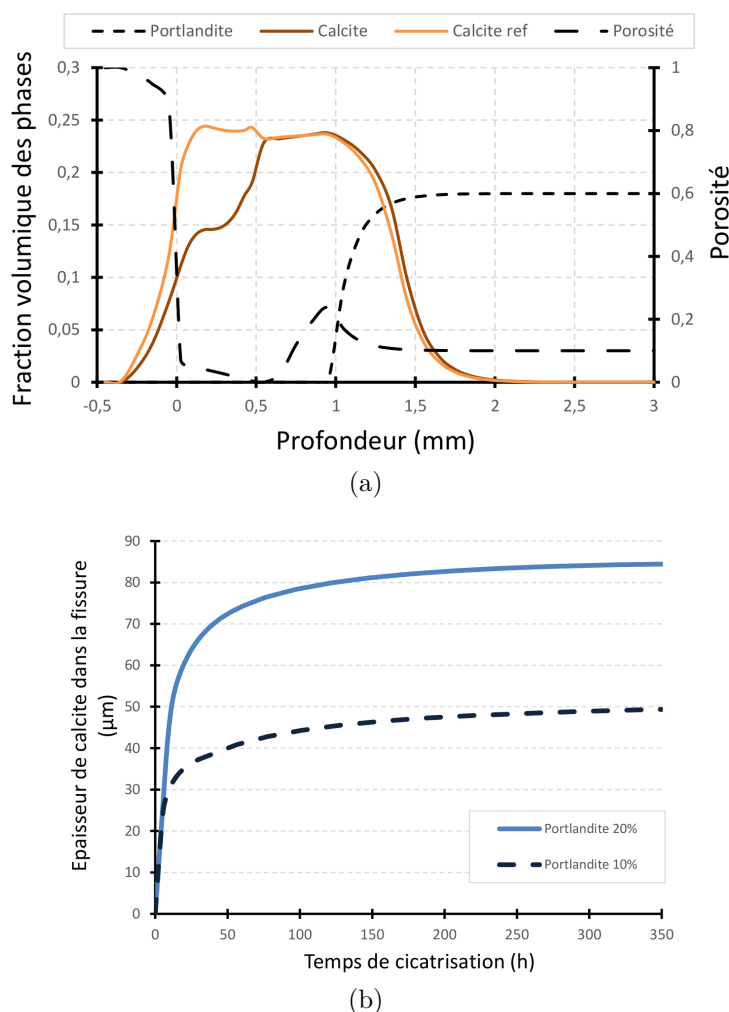 Portlandite Calcite Calcite ref Porosité
Fraction volumique des phases
0,3
0,25
0,2
0,15
0,1
0,05
0
1
0,8
0,6
0,4
0,2
0
Porosité
-0,5 0 0,5 1 1,5 2 2,5 3
Profondeur (mm)
(a)
Epaisseur de calcite dans la fissure
(µm)
90
80
70
60
50
40
30
20
10
0
Portlandite 20%
Portlandite 10%
0 50 100 150 200 250 300 350
Temps de cicatrisation (h)
(b)